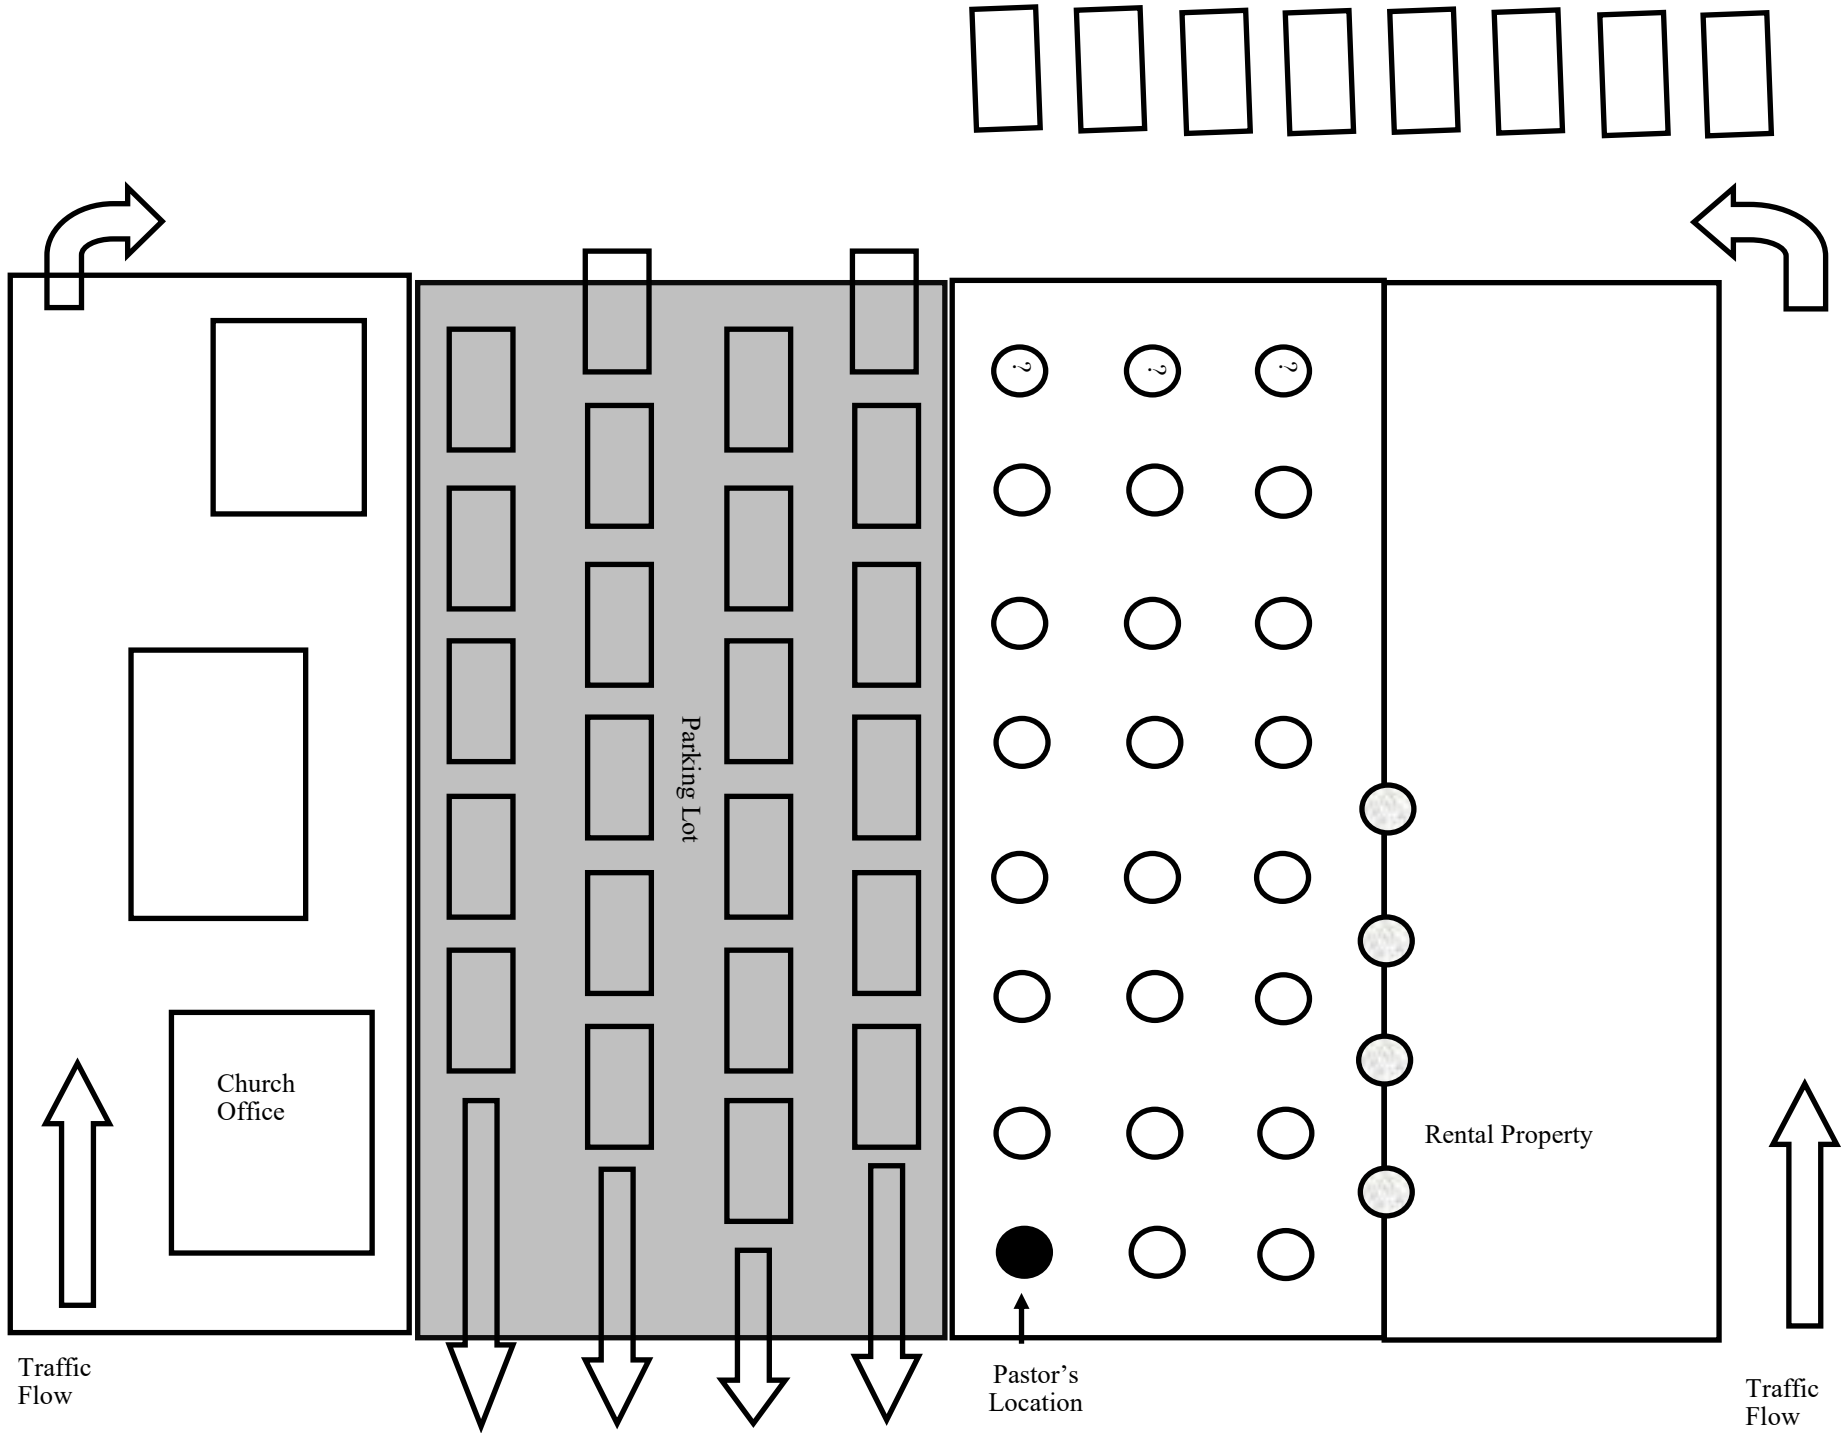 ?
?
?
Parking Lot
Church
Office
Rental Property
Traffic
Flow
Pastor’s
Location
Traffic
Flow